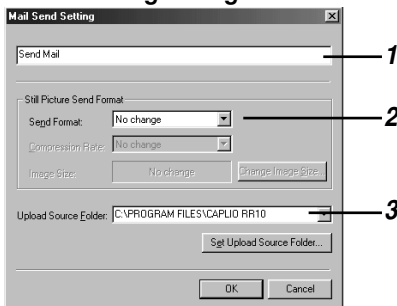 Mail Send Setting
Send Mail
1
Still Picture Send Format
Send Format: No change
2
Compression Rate: No change
Image Size: No change Change Image Size...
Upload Source Folder: C:\PROGRAM FILES\CAPLIO RR10
3
Set Upload Source Folder...
OK Cancel